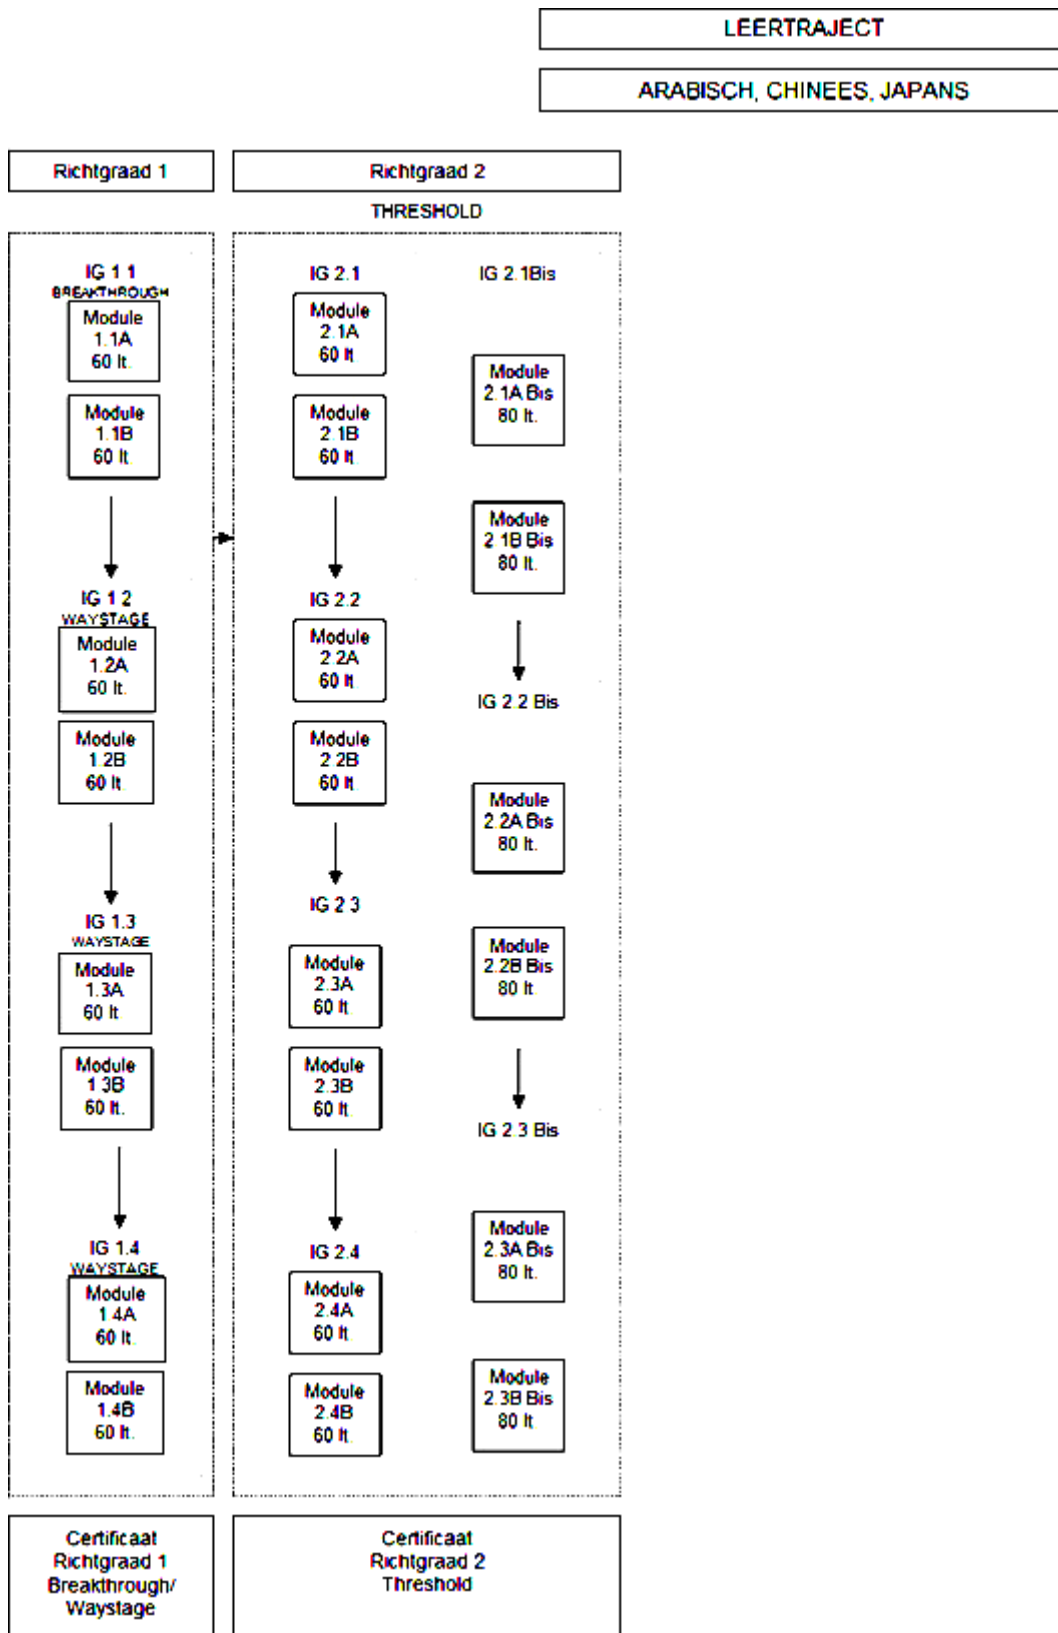 LEERTRAJECT
ARABISCH, CHINEES, JAPANS
Richtgraad 1
Richtgraad 2
THRESHOLD
IG 1 1
BREAKTHROUGH
Module
1.1A
60 lt.
Module
1.1B
60 lt
IG 1 2
WAYSTAGE
Module
1.2A
60 lt.
Module
1.2B
60 lt
IG 1.3
WAYSTAGE
Module
1.3A
60 lt
Module
1 3B
60 lt.
IG 1.4
WAYSTAGE
Module
1 4A
60 lt.
Module
1.4B
60 lt.
IG 2.1
Module
2.1A
60 lt
Module
2.1B
60 lt
IG 2.2
Module
2.2A
60 lt
Module
2.2B
60 lt
IG 2 3
Module
2.3A
60 lt.
Module
2.3B
60 lt.
IG 2.4
Module
2.4A
60 lt.
Module
2.4B
60 lt.
IG 2.1Bis
Module
2.1A Bis
80 lt.
Module
2 1B Bis
80 lt.
IG 2.2 Bis
Module
2.2A Bis
80 lt.
Module
2.2B Bis
80 lt
IG 2.3 Bis
Module
2.3A Bis
80 lt.
Module
2.3B Bis
80 lt
Certificaat
Richtgraad 1
Breakthrough/
Waystage
Certificaat
Richtgraad 2
Threshold